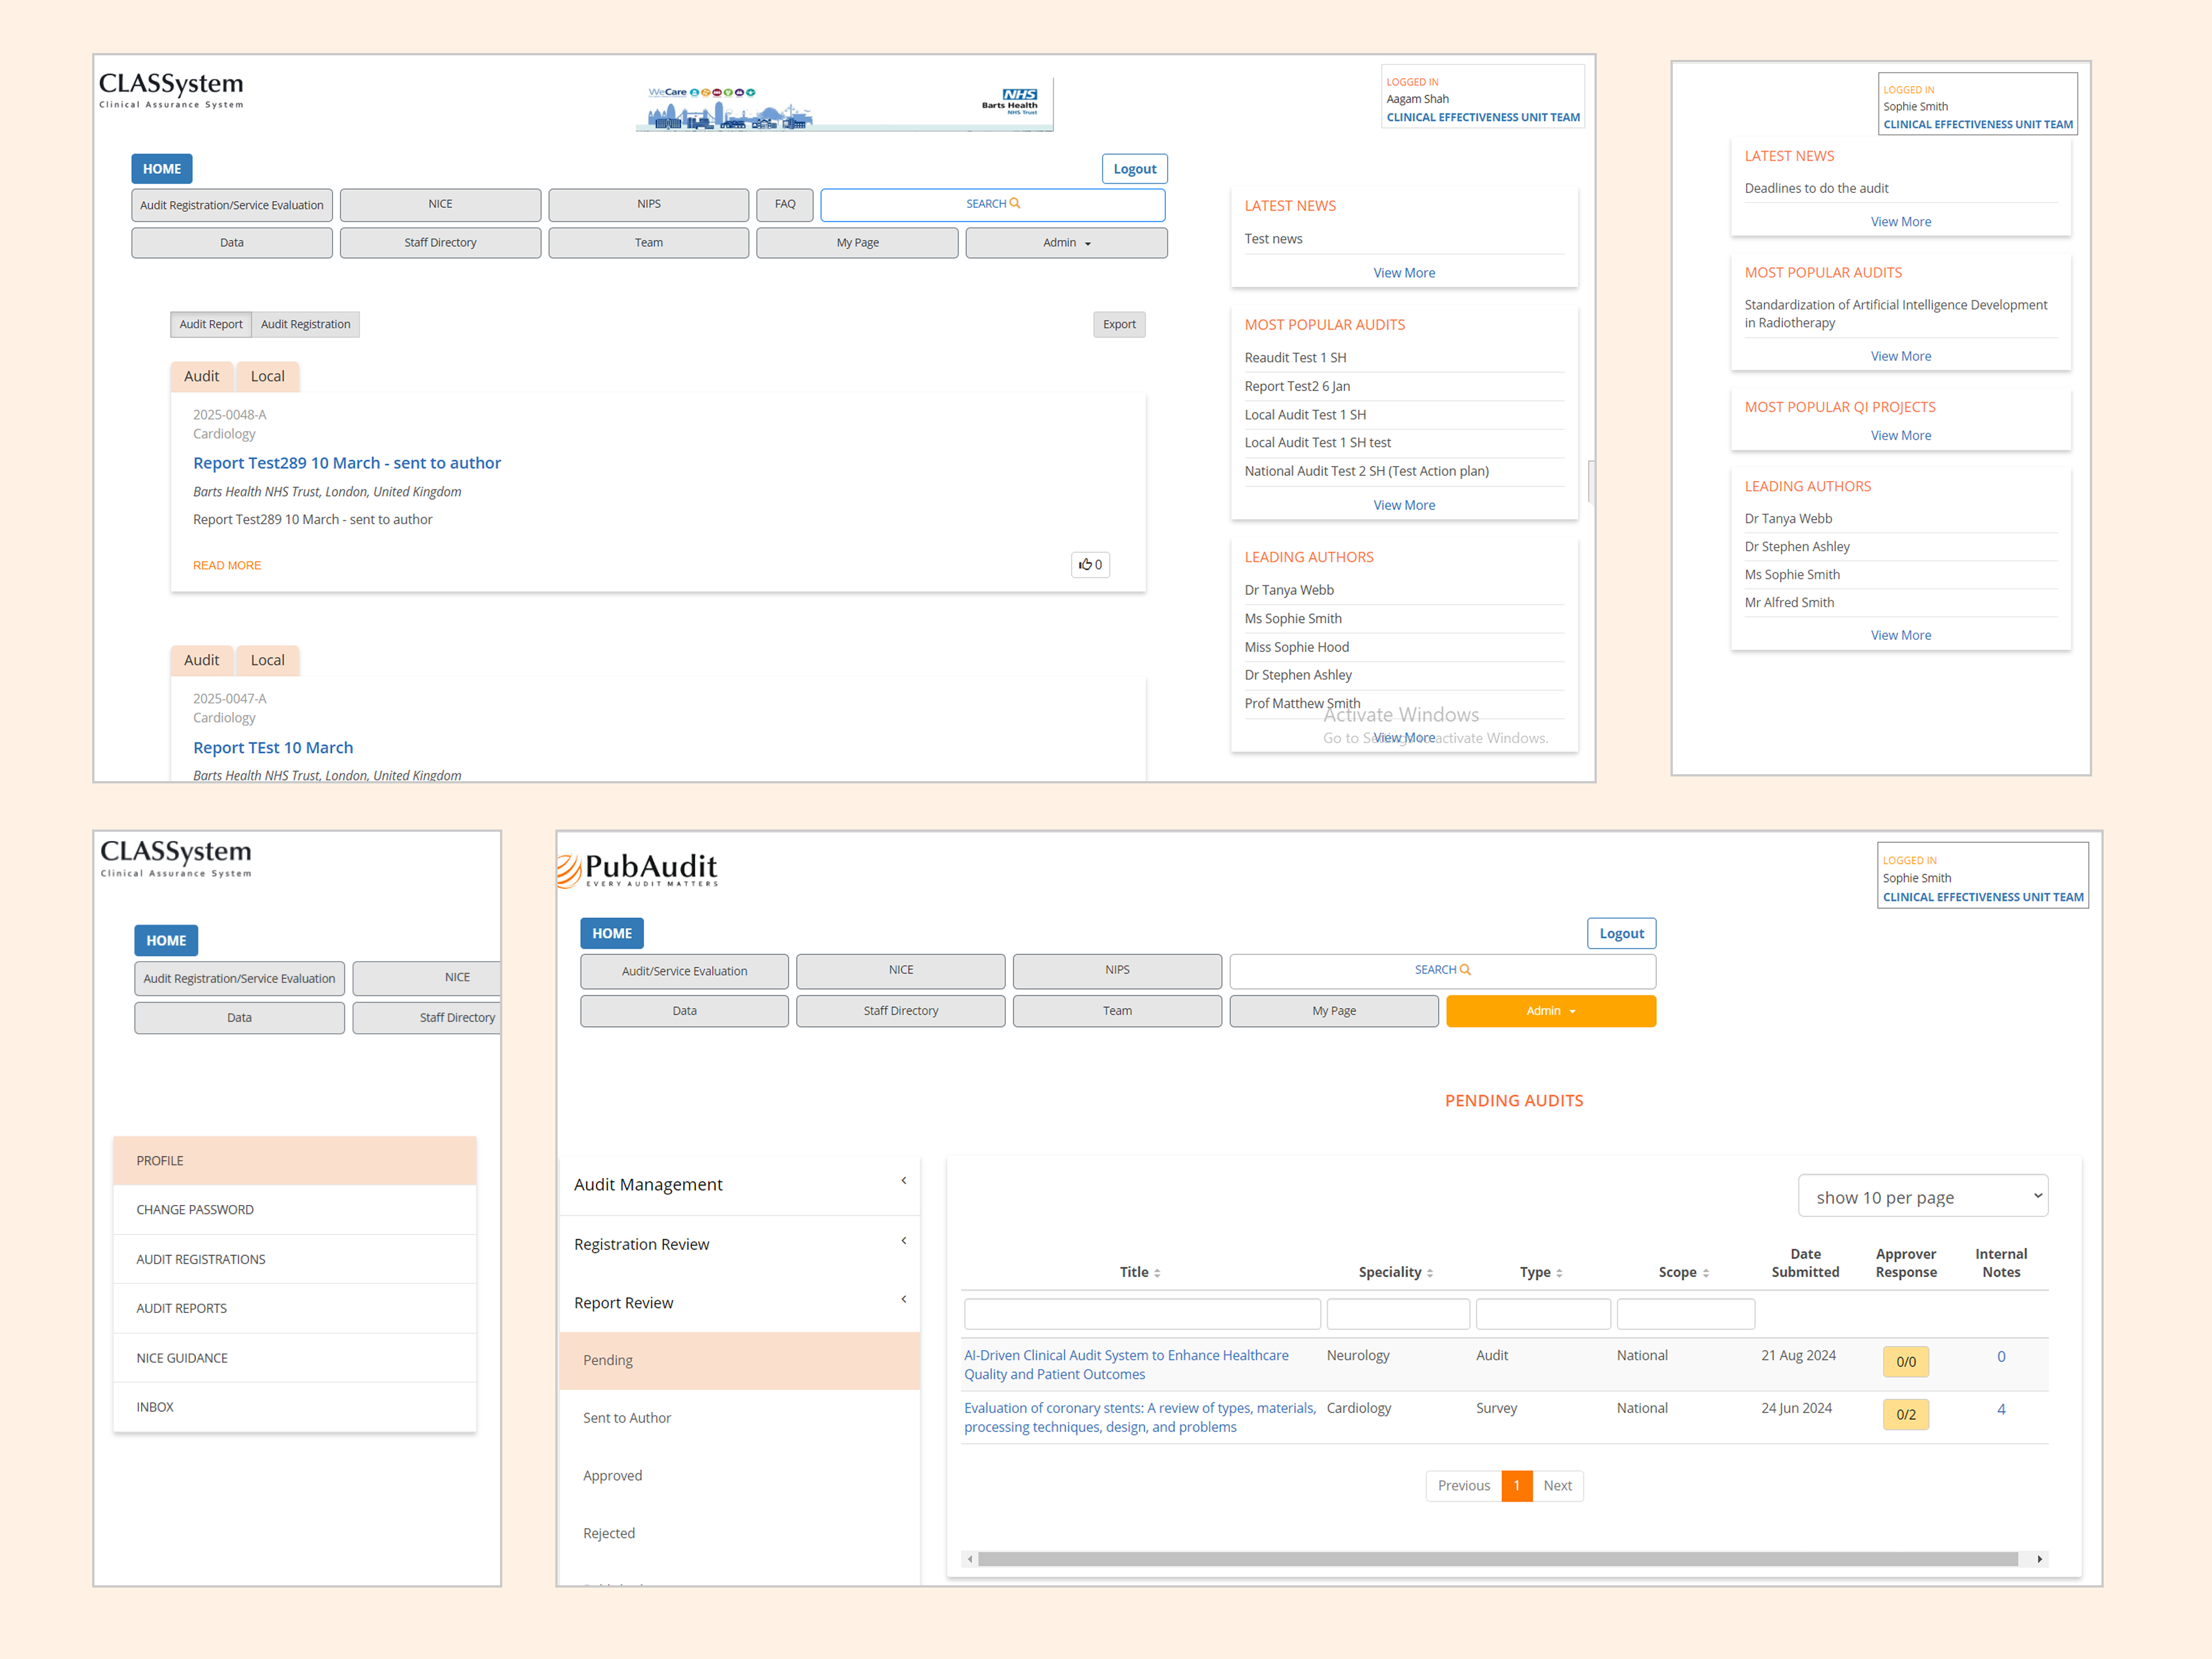 CLASSystem
Clinical Assurance System
WeCare
NHS
Barts Health
NHS Trust
LOGGED IN
Aagam Shah
CLINICAL EFFECTIVENESS UNIT TEAM
HOME
Logout
Audit Registration/Service Evaluation
NICE
NIPS
FAQ
SEARCH
Data
Staff Directory
Team
My Page
Admin
Audit Report
Audit Registration
Export
Audit
Local
2025-0048-A
Cardiology
Report Test289 10 March - sent to author
Barts Health NHS Trust, London, United Kingdom
Report Test289 10 March - sent to author
READ MORE
0
Audit
Local
2025-0047-A
Cardiology
Report TEst 10 March
Barts Health NHS Trust, London, United Kingdom
LATEST NEWS
Test news
View More
MOST POPULAR AUDITS
Reaudit Test 1 SH
Report Test2 6 Jan
Local Audit Test 1 SH
Local Audit Test 1 SH test
National Audit Test 2 SH (Test Action plan)
View More
LEADING AUTHORS
Dr Tanya Webb
Ms Sophie Smith
Miss Sophie Hood
Dr Stephen Ashley
Prof Matthew Smith
View More
Activate Windows
Go to Settings to activate Windows.
LOGGED IN
Sophie Smith
CLINICAL EFFECTIVENESS UNIT TEAM
LATEST NEWS
Deadlines to do the audit
View More
MOST POPULAR AUDITS
Standardization of Artificial Intelligence Development
in Radiotherapy
View More
MOST POPULAR QI PROJECTS
View More
LEADING AUTHORS
Dr Tanya Webb
Dr Stephen Ashley
Ms Sophie Smith
Mr Alfred Smith
View More
CLASSystem
Clinical Assurance System
HOME
Audit Registration/Service Evaluation
NICE
Data
Staff Directory
PROFILE
CHANGE PASSWORD
AUDIT REGISTRATIONS
AUDIT REPORTS
NICE GUIDANCE
INBOX
PubAudit
EVERY AUDIT MATTERS
LOGGED IN
Sophie Smith
CLINICAL EFFECTIVENESS UNIT TEAM
HOME
Logout
Audit/Service Evaluation
NICE
NIPS
SEARCH
Data
Staff Directory
Team
My Page
Admin
PENDING AUDITS
Audit Management
Registration Review
Report Review
Pending
Sent to Author
Approved
Rejected
show 10 per page
Title
Speciality
Type
Scope
Date Submitted
Approver Response
Internal Notes
AI-Driven Clinical Audit System to Enhance Healthcare
Quality and Patient Outcomes
Neurology
Audit
National
21 Aug 2024
0/0
0
Evaluation of coronary stents: A review of types, materials,
processing techniques, design, and problems
Cardiology
Survey
National
24 Jun 2024
0/2
4
Previous
1
Next